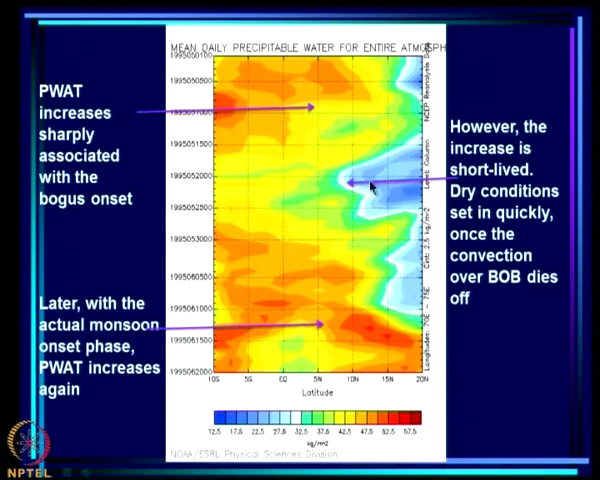 MEAN DAILY PRECIPITABLE WATER FOR ENTIRE ATMOSPH
PWAT
increases
sharply
associated
with the
bogus onset
Later, with the
actual monsoon
onset phase,
PWAT increases
again
1995050100
1995050500
1995051000
1995051500
1995052000
1995052500
1995053000
1995060500
1995061000
1995061500
1995062000
10S 5S EQ 5N 10N 15N 20N
Latitude
NCEP Reanalysis
Level: Column
Cint: 2.5 kg/m^2
Longitudes: 70E - 75E
However, the
increase is
short-lived.
Dry conditions
set in quickly,
once the
convection
over BOB dies
off
12.5 17.5 22.5 27.5 32.5 37.5 42.5 47.5 52.5 57.5
kg/m^2
NOAA/ESRL Physical Sciences Division
NPTEL